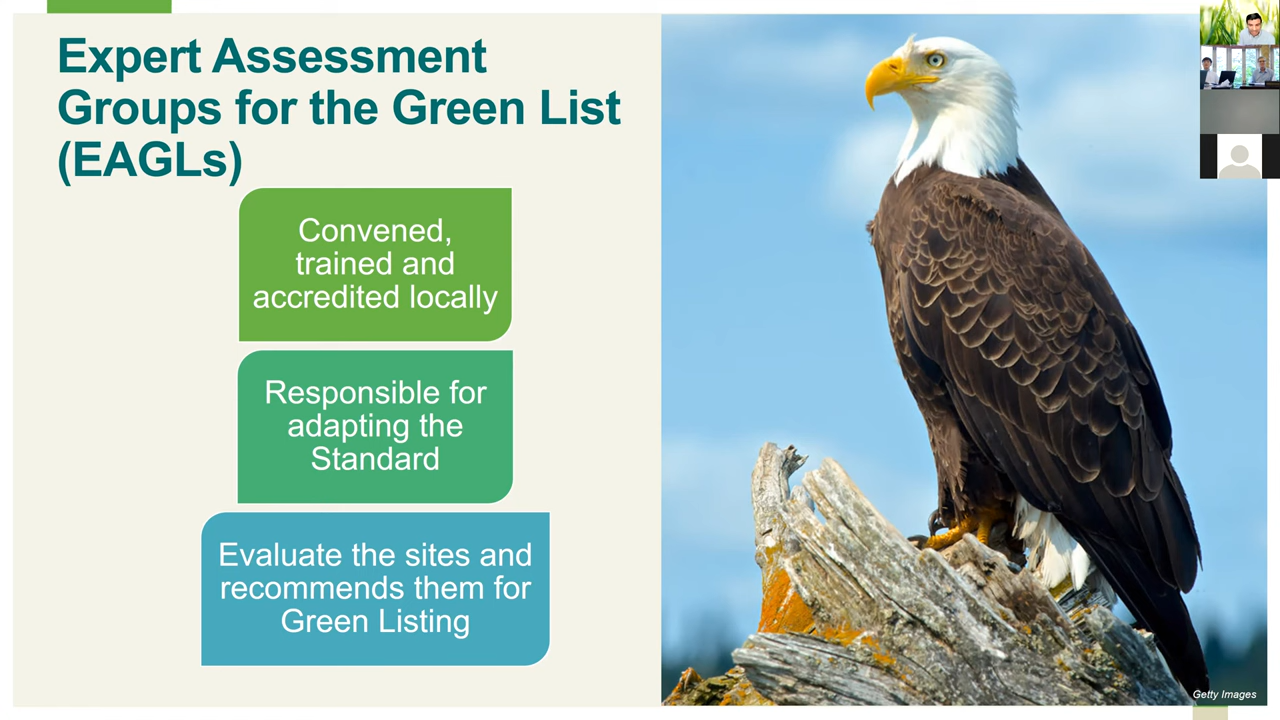 Expert Assessment
Groups for the Green List
(EAGLs)
Convened,
trained and
accredited locally
Responsible for
adapting the
Standard
Evaluate the sites and
recommends them for
Green Listing
Getty Images